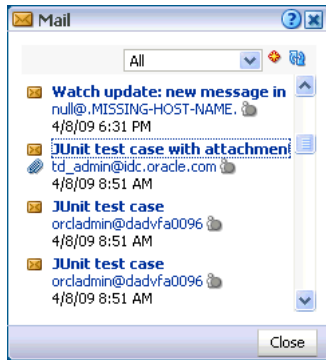 Mail
All
Watch update: new message in
null@.MISSING-HOST-NAME.
4/8/09 6:31 PM
JUnit test case with attachment
td_admin@idc.oracle.com
4/8/09 8:51 AM
JUnit test case
orcladmin@dadvfa0096
4/8/09 8:51 AM
JUnit test case
orcladmin@dadvfa0096
4/8/09 8:51 AM
Close